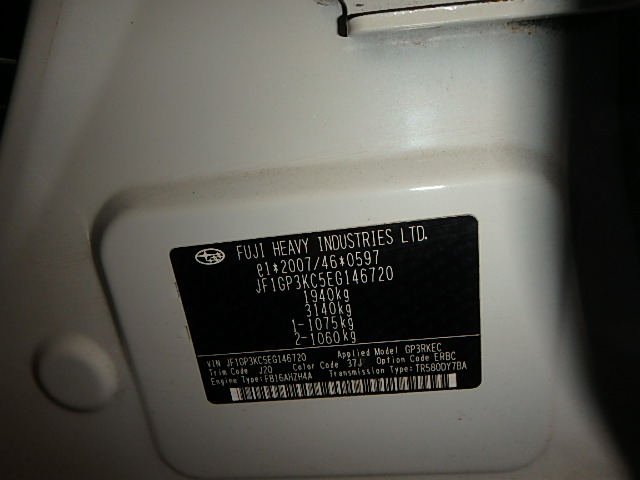 FUJI HEAVY INDUSTRIES LTD.
e1*2007/46*0597
JF1GP3KC5EG146720
1940kg
3140kg
1-1075kg
2-1060kg
VIN JF1GP3KC5EG146720 Applied Model GP3RKEC
Trim Code J20 Color Code 37J Option Code ERBC
Engine Type: FB16AHZH4A Transmission Type: TR580DY7BA